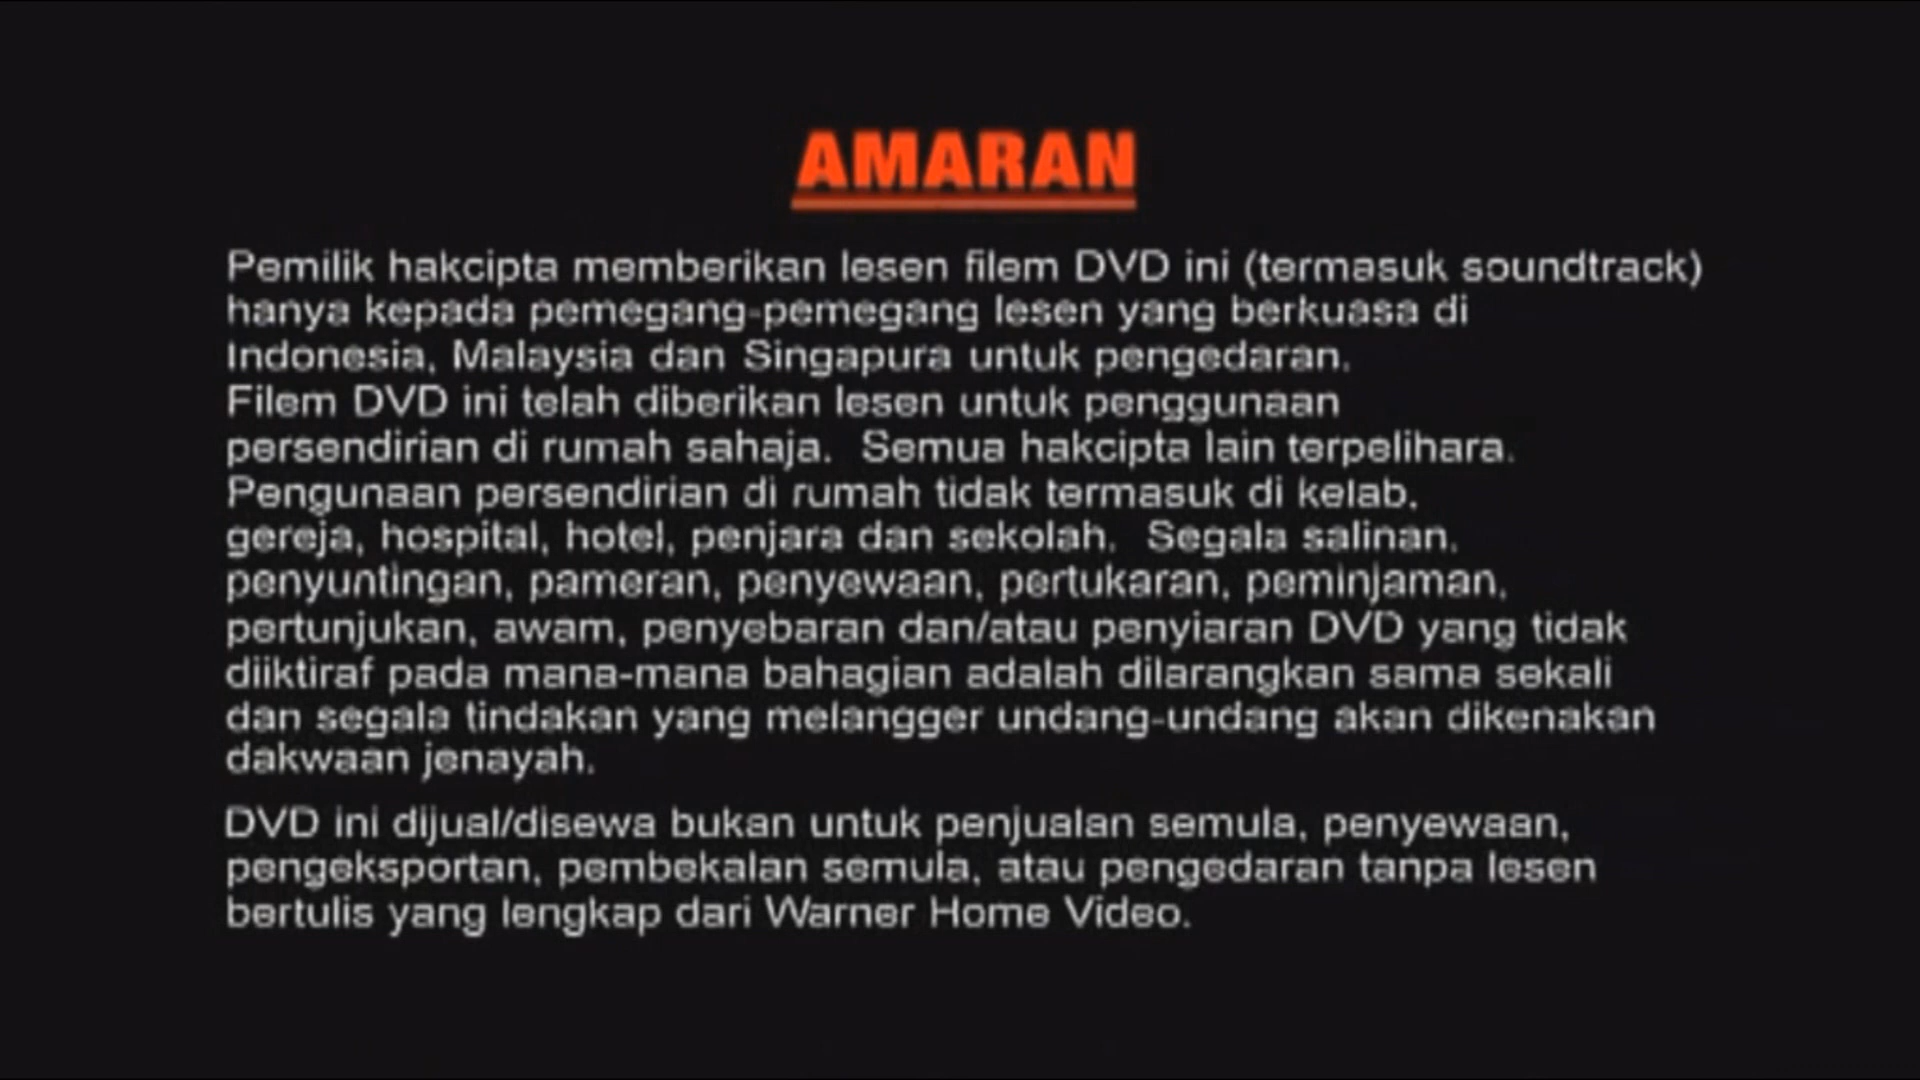 AMARAN
Pemilik hakcipta memberikan lesen filem DVD ini (termasuk soundtrack)
hanya kepada pemegang-pemegang lesen yang berkuasa di
Indonesia, Malaysia dan Singapura untuk pengedaran.
Filem DVD ini telah diberikan lesen untuk penggunaan
persendirian di rumah sahaja.  Semua hakcipta lain terpelihara.
Pengunaan persendirian di rumah tidak termasuk di kelab,
gereja, hospital, hotel, penjara dan sekolah.  Segala salinan,
penyuntingan, pameran, penyewaan, pertukaran, peminjaman,
pertunjukan, awam, penyebaran dan/atau penyiaran DVD yang tidak
diiktiraf pada mana-mana bahagian adalah dilarangkan sama sekali
dan segala tindakan yang melangger undang-undang akan dikenakan
dakwaan jenayah.
DVD ini dijual/disewa bukan untuk penjualan semula, penyewaan,
pengeksportan, pembekalan semula, atau pengedaran tanpa lesen
bertulis yang lengkap dari Warner Home Video.